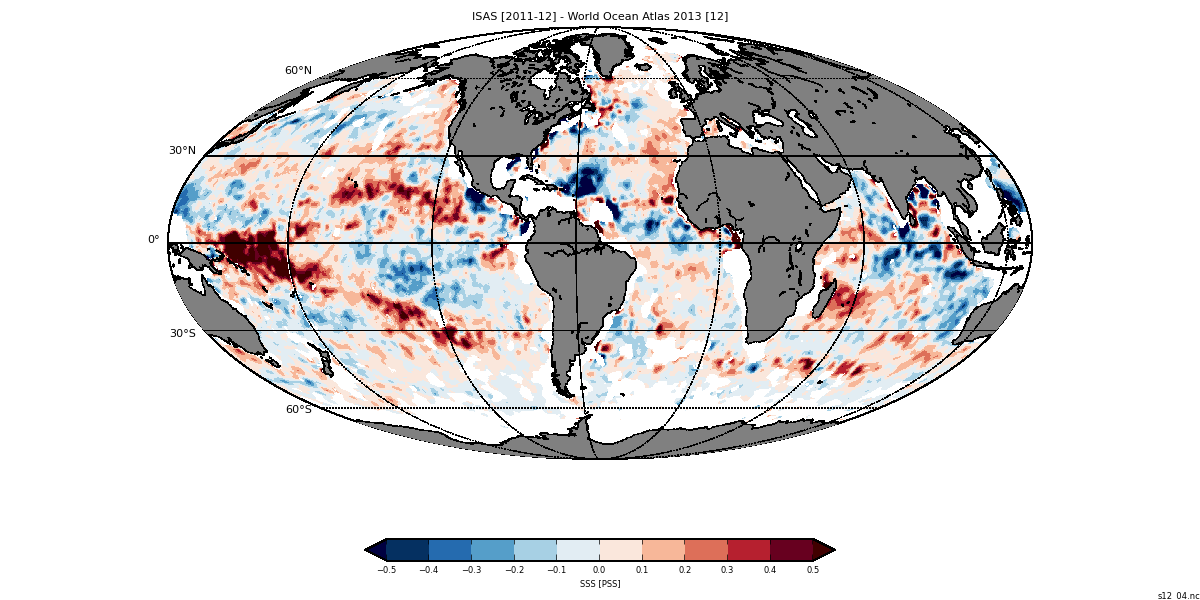 ISAS [2011-12] - World Ocean Atlas 2013 [12]
60°N
30°N
0°
30°S
60°S
−0.5 −0.4 −0.3 −0.2 −0.1 0.0 0.1 0.2 0.3 0.4 0.5
SSS [PSS]
s12_04.nc